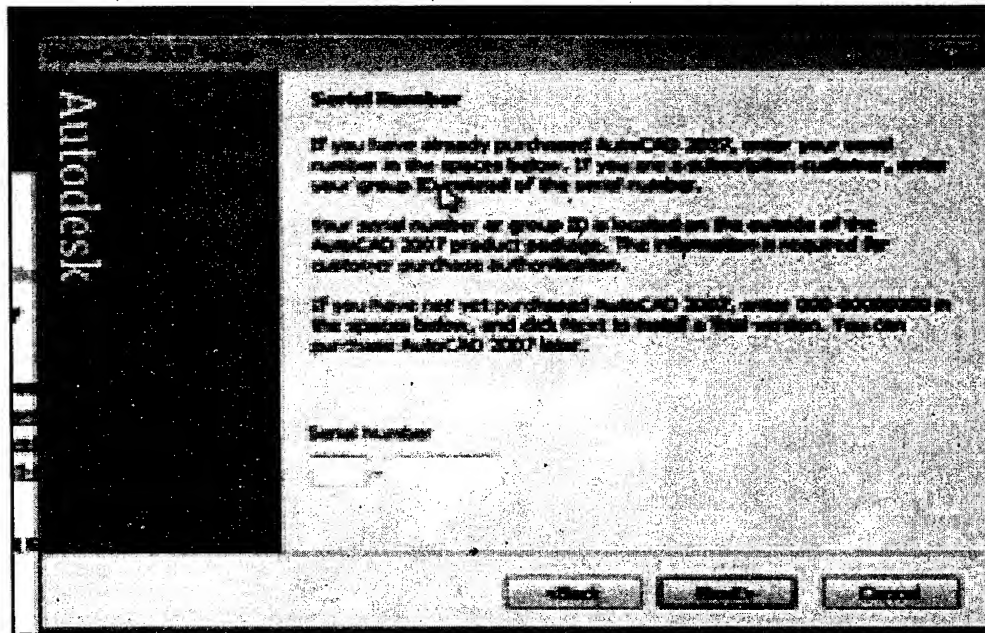 Autodesk
Serial Number
If you have already purchased AutoCAD 2007, enter your serial
number in the spaces below. If you are a subscription customer, enter
your group ID instead of the serial number.
Your serial number or group ID is located on the outside of the
AutoCAD 2007 product package. This information is required for
customer purchase authentication.
If you have not yet purchased AutoCAD 2007, enter 000-00000000 in
the spaces below, and click Next to install a Trial version. You can
purchase AutoCAD 2007 later.
Serial Number
<Back
Next>
Cancel